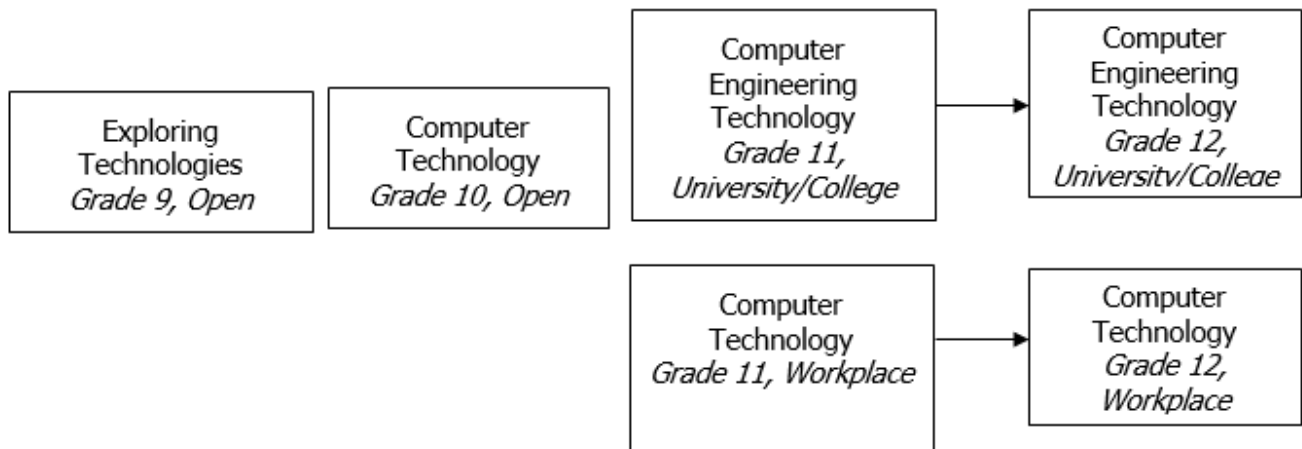 Exploring
Technologies
Grade 9, Open
Computer
Technology
Grade 10, Open
Computer
Engineering
Technology
Grade 11,
University/College
Computer
Engineering
Technology
Grade 12,
University/College
Computer
Technology
Grade 11, Workplace
Computer
Technology
Grade 12,
Workplace